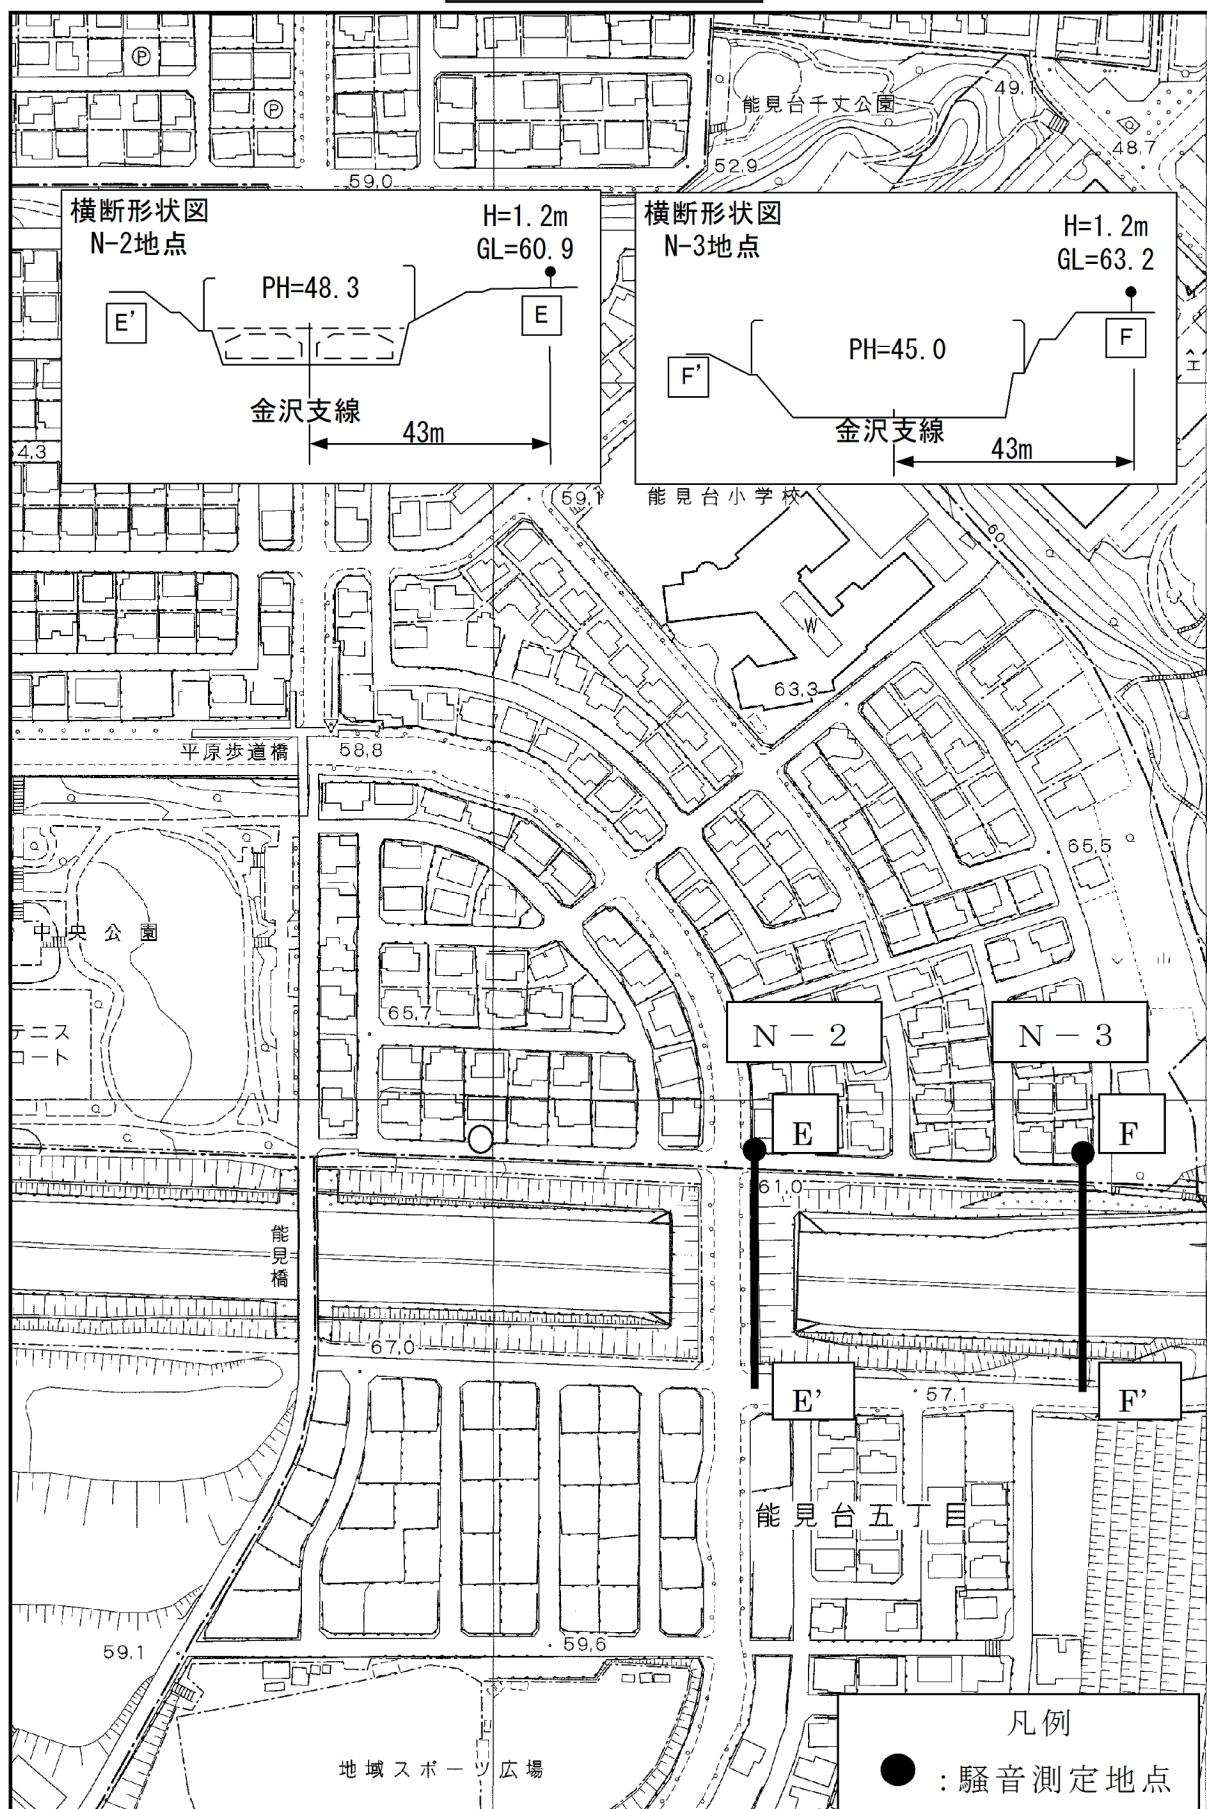 Ⓟ
Ⓟ
能見台千丈公園
49.1
48.7
52.9
59.0
横断形状図
N-2地点
H=1.2m
GL=60.9
PH=48.3
E'
E
金沢支線
43m
横断形状図
N-3地点
H=1.2m
GL=63.2
PH=45.0
F'
F
金沢支線
43m
エ
4.3
59.1
能見台小学校
60
W
63.3
平原歩道橋
58.8
65.5
中央公園
テニス
コート
65.7
N－2
N－3
E
F
61.0
能見橋
67.0
E’
F’
57.1
能見台五丁目
59.1
59.6
地域スポーツ広場
凡例
●：騒音測定地点